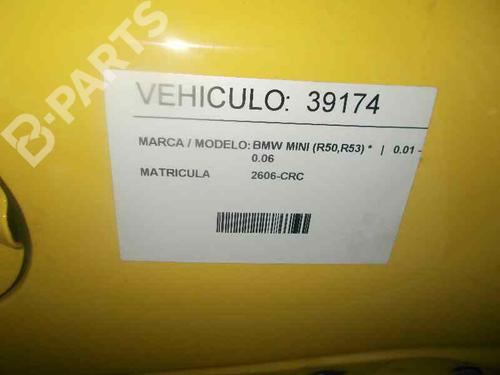 B-PARTS
VEHICULO: 39174
MARCA / MODELO: BMW MINI (R50,R53) * | 0.01 -
0.06
MATRICULA 2606-CRC